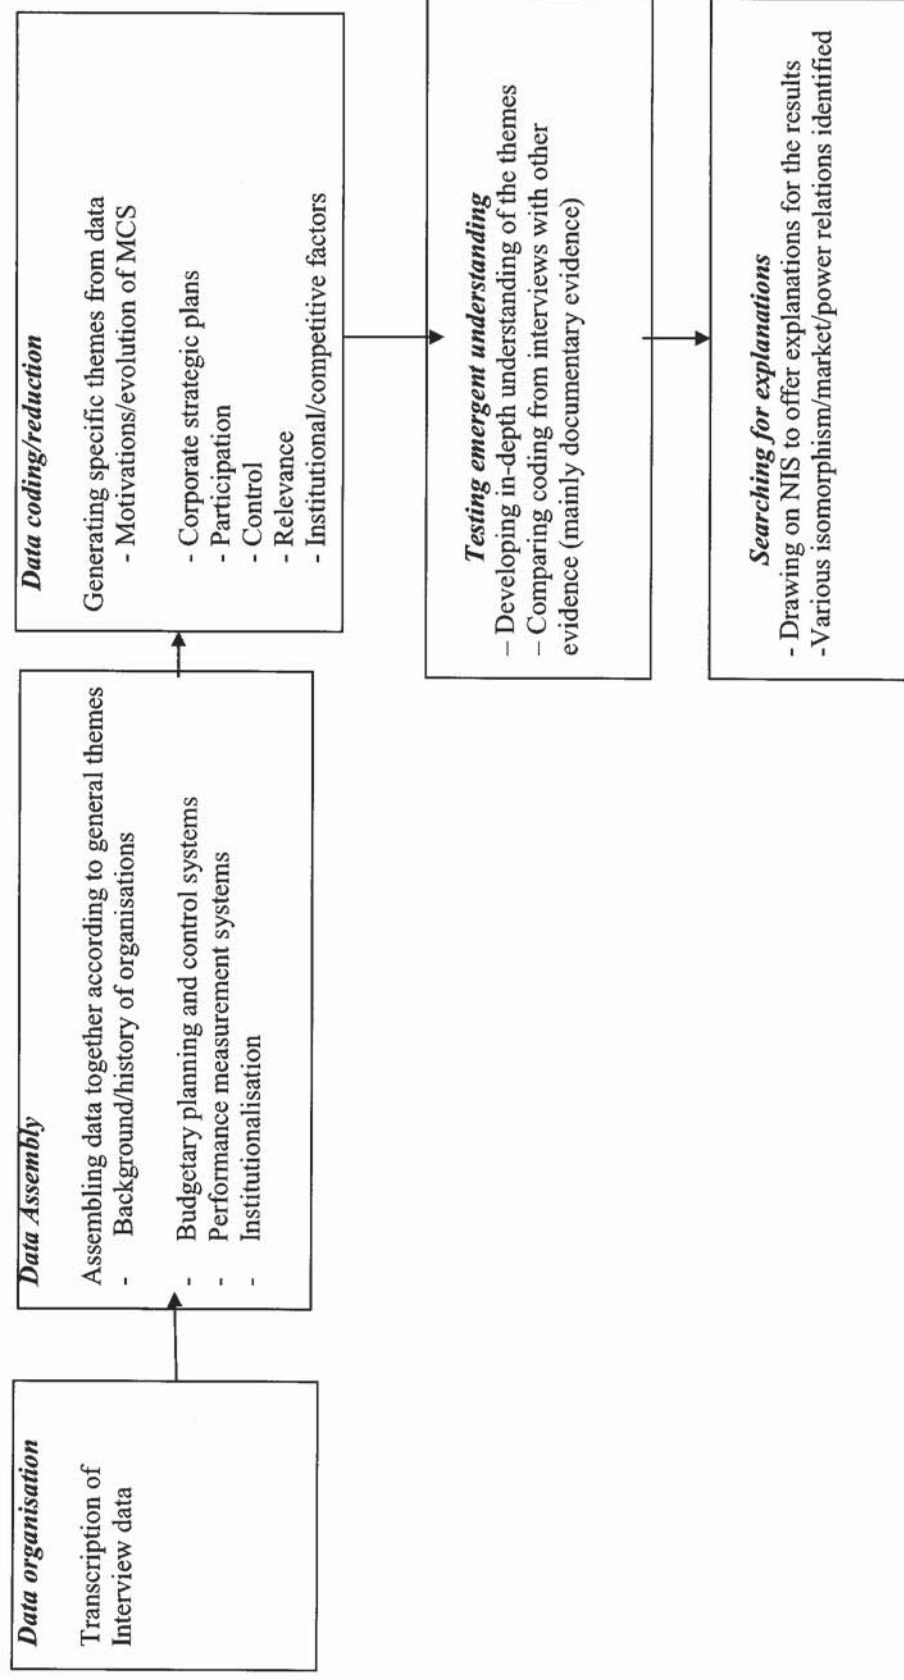 Data organisation
Transcription of
Interview data
Data Assembly
Assembling data together according to general themes
- Background/history of organisations
- Budgetary planning and control systems
- Performance measurement systems
- Institutionalisation
Data coding/reduction
Generating specific themes from data
- Motivations/evolution of MCS
- Corporate strategic plans
- Participation
- Control
- Relevance
- Institutional/competitive factors
Testing emergent understanding
– Developing in-depth understanding of the themes
– Comparing coding from interviews with other
evidence (mainly documentary evidence)
Searching for explanations
- Drawing on NIS to offer explanations for the results
-Various isomorphism/market/power relations identified